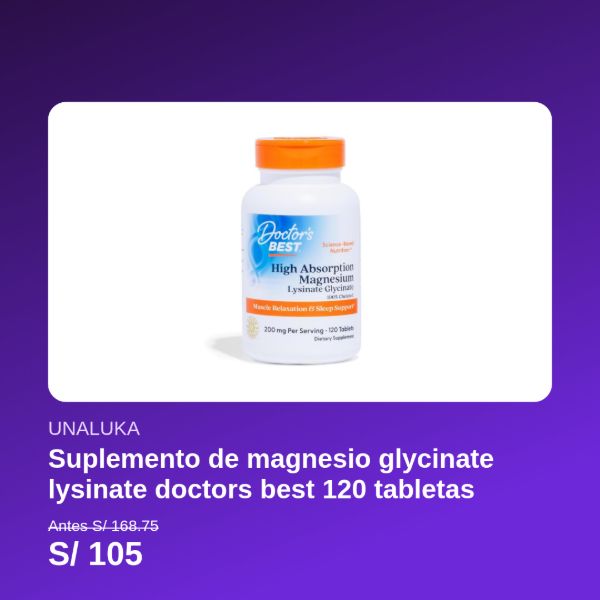 Doctor's
BEST
Science-Based
Nutrition
High Absorption
Magnesium
Lysinate Glycinate
100% Chelated
Muscle Relaxation & Sleep Support
200 mg Per Serving - 120 Tablets
Dietary Supplement
UNALUKA
Suplemento de magnesio glycinate
lysinate doctors best 120 tabletas
Antes S/ 168.75
S/ 105